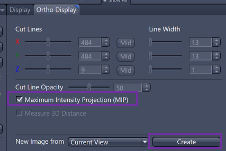 Display Ortho Display
Cut Lines Line Width
484 Mid 13
484 Mid 13
Z 9 Mid 1
Cut Line Opacity 50
Maximum Intensity Projection (MIP)
Measure 3D Distance
New Image from Current View Create